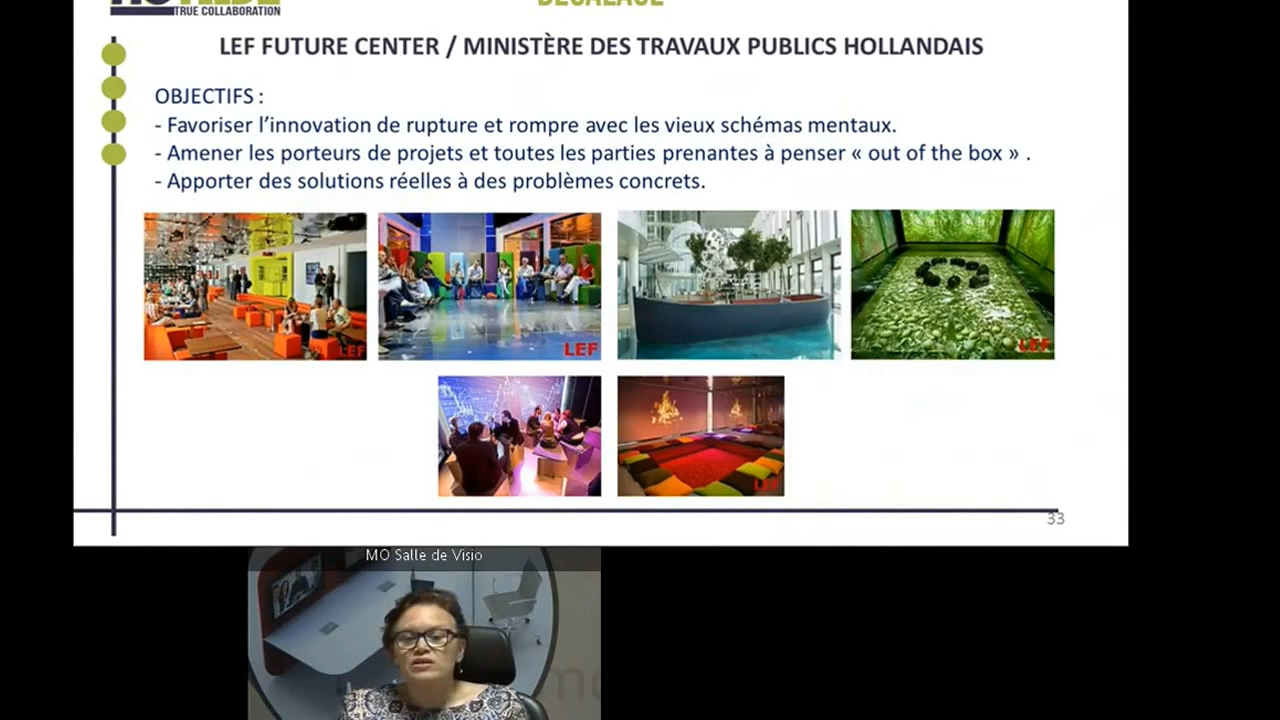 TRUE COLLABORATION
DÉCALAGE
LEF FUTURE CENTER / MINISTÈRE DES TRAVAUX PUBLICS HOLLANDAIS
OBJECTIFS :
- Favoriser l’innovation de rupture et rompre avec les vieux schémas mentaux.
- Amener les porteurs de projets et toutes les parties prenantes à penser « out of the box » .
- Apporter des solutions réelles à des problèmes concrets.
LEF
LEF
LEF
LEF
33
MO Salle de Visio